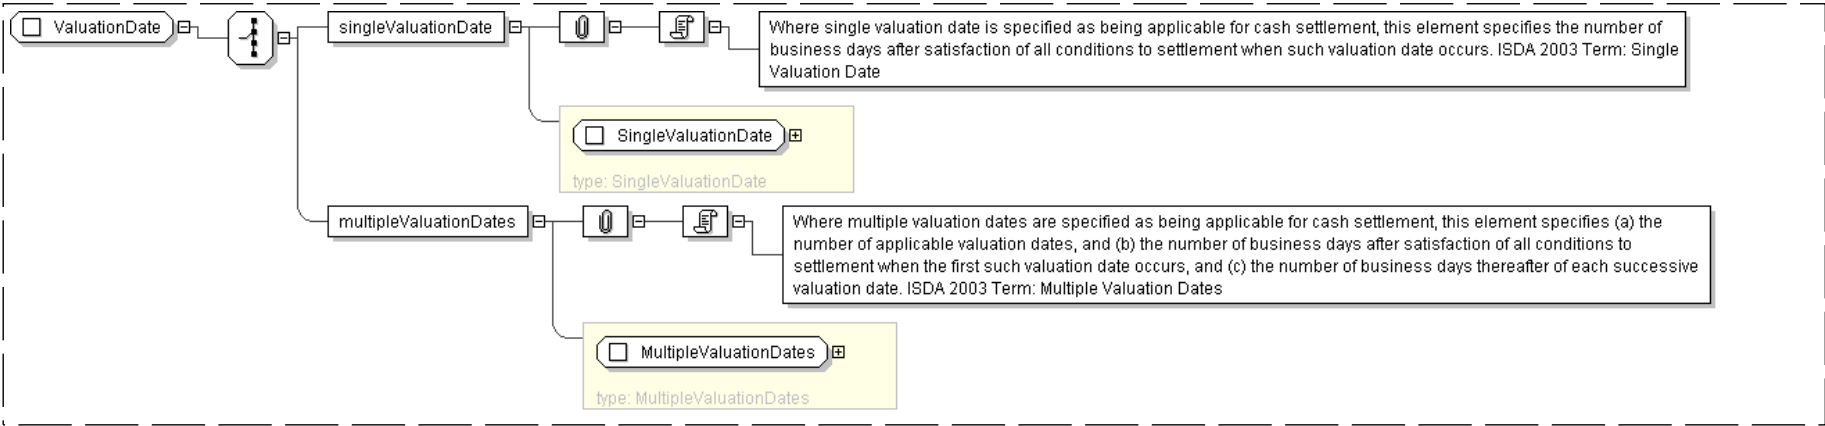 ValuationDate
singleValuationDate
Where single valuation date is specified as being applicable for cash settlement, this element specifies the number of
business days after satisfaction of all conditions to settlement when such valuation date occurs. ISDA 2003 Term: Single
Valuation Date
SingleValuationDate
type: SingleValuationDate
multipleValuationDates
Where multiple valuation dates are specified as being applicable for cash settlement, this element specifies (a) the
number of applicable valuation dates, and (b) the number of business days after satisfaction of all conditions to
settlement when the first such valuation date occurs, and (c) the number of business days thereafter of each successive
valuation date. ISDA 2003 Term: Multiple Valuation Dates
MultipleValuationDates
type: MultipleValuationDates